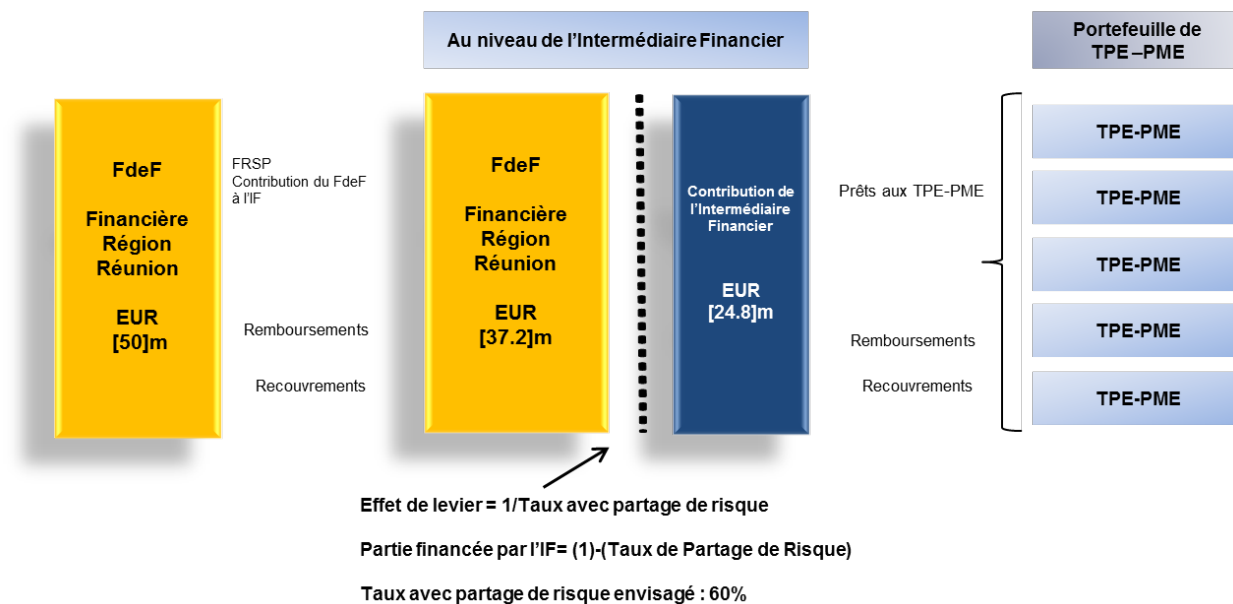 Au niveau de l'Intermédiaire Financier
Portefeuille de
TPE –PME
FdeF
Financière
Région
Réunion
EUR
[50]m
FRSP
Contribution du FdeF
à l'IF
Remboursements
Recouvrements
FdeF
Financière
Région
Réunion
EUR
[37.2]m
Contribution de
l'Intermédiaire
Financier
EUR
[24.8]m
Prêts aux TPE-PME
Remboursements
Recouvrements
TPE-PME
TPE-PME
TPE-PME
TPE-PME
TPE-PME
Effet de levier = 1/Taux avec partage de risque
Partie financée par l'IF= (1)-(Taux de Partage de Risque)
Taux avec partage de risque envisagé : 60%